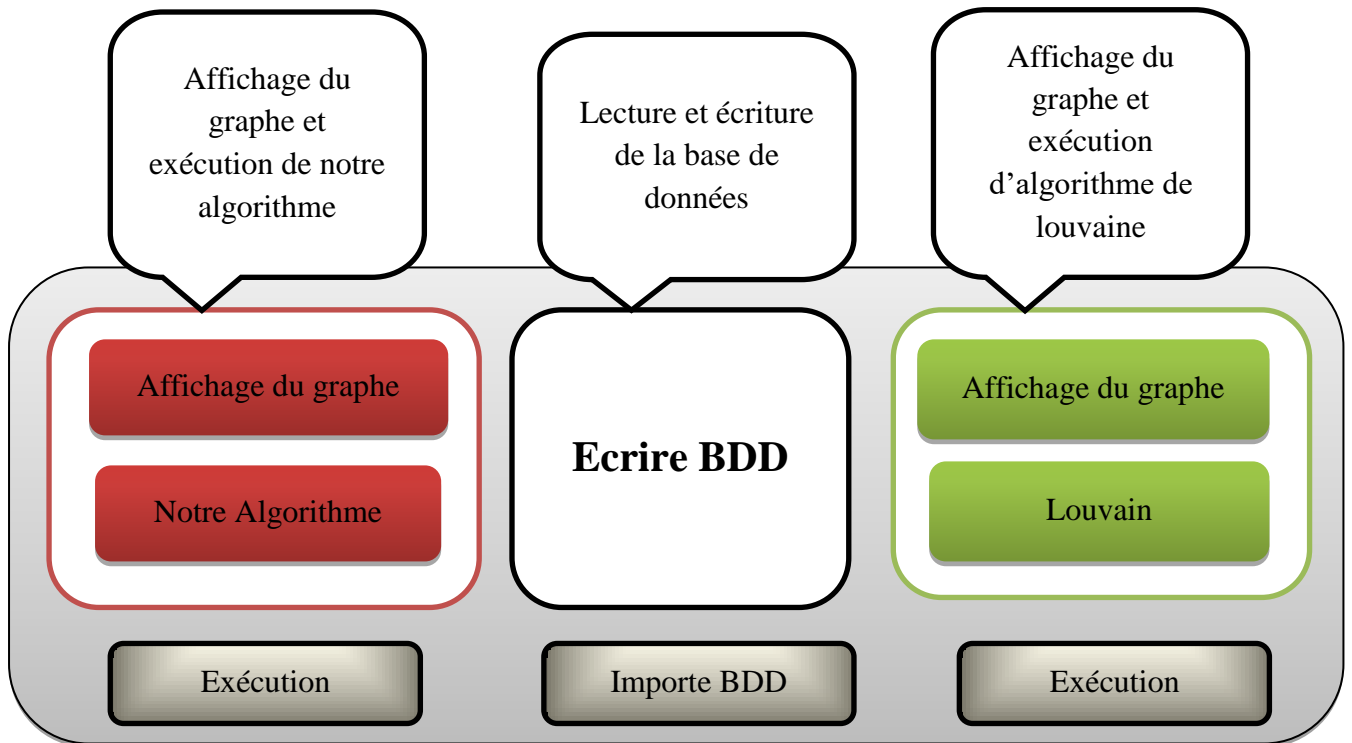 Affichage du
graphe et
exécution de notre
algorithme
Lecture et écriture
de la base de
données
Affichage du
graphe et
exécution
d’algorithme de
louvaine
Affichage du graphe
Notre Algorithme
Ecrire BDD
Affichage du graphe
Louvain
Exécution
Importe BDD
Exécution